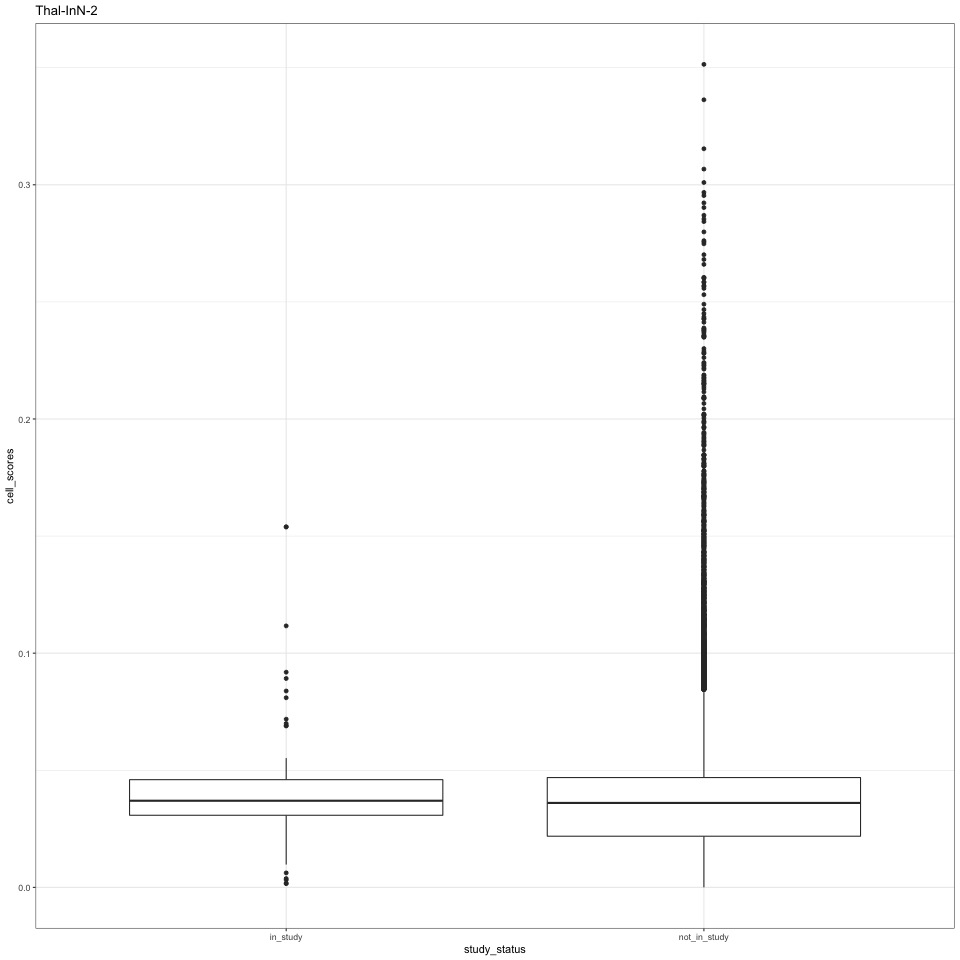 Thal-InN-2
cell_scores
0.3
0.2
0.1
0.0
in_study
not_in_study
study_status